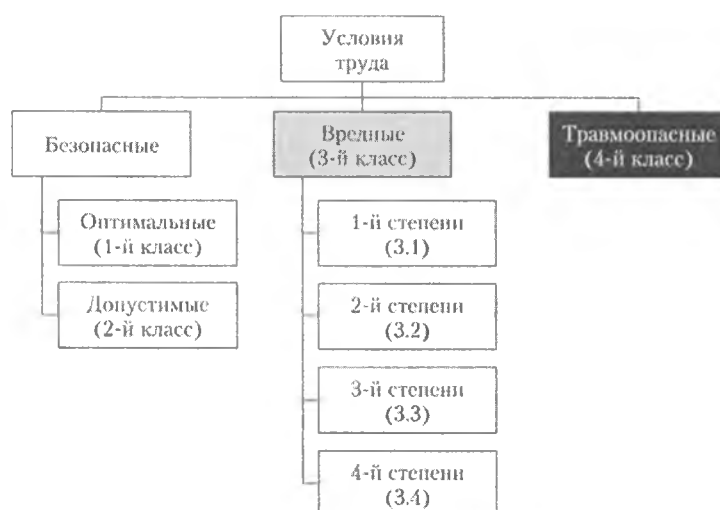 Условия
труда
Безопасные
Вредные
(3-й класс)
Травмоопасные
(4-й класс)
Оптимальные
(1-й класс)
Допустимые
(2-й класс)
1-й степени
(3.1)
2-й степени
(3.2)
3-й степени
(3.3)
4-й степени
(3.4)